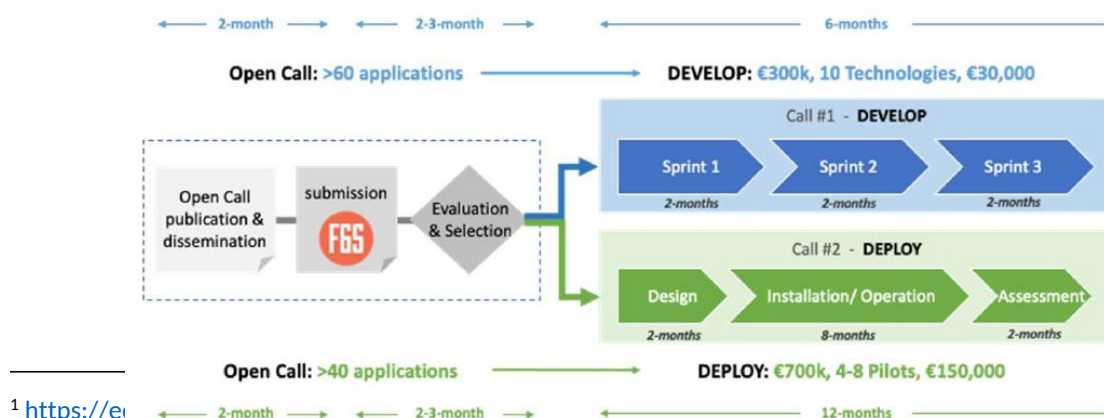 2-month 2-3-month 6-months
Open Call: >60 applications DEVELOP: €300k, 10 Technologies, €30,000
Call #1 - DEVELOP
Sprint 1 Sprint 2 Sprint 3
2-months 2-months 2-months
Open Call
publication &
dissemination
submission
F6S
Evaluation
& Selection
Call #2 - DEPLOY
Design Installation/ Operation Assessment
2-months 8-months 2-months
Open Call: >40 applications DEPLOY: €700k, 4-8 Pilots, €150,000
1 https://e
2-month 2-3-month 12-months